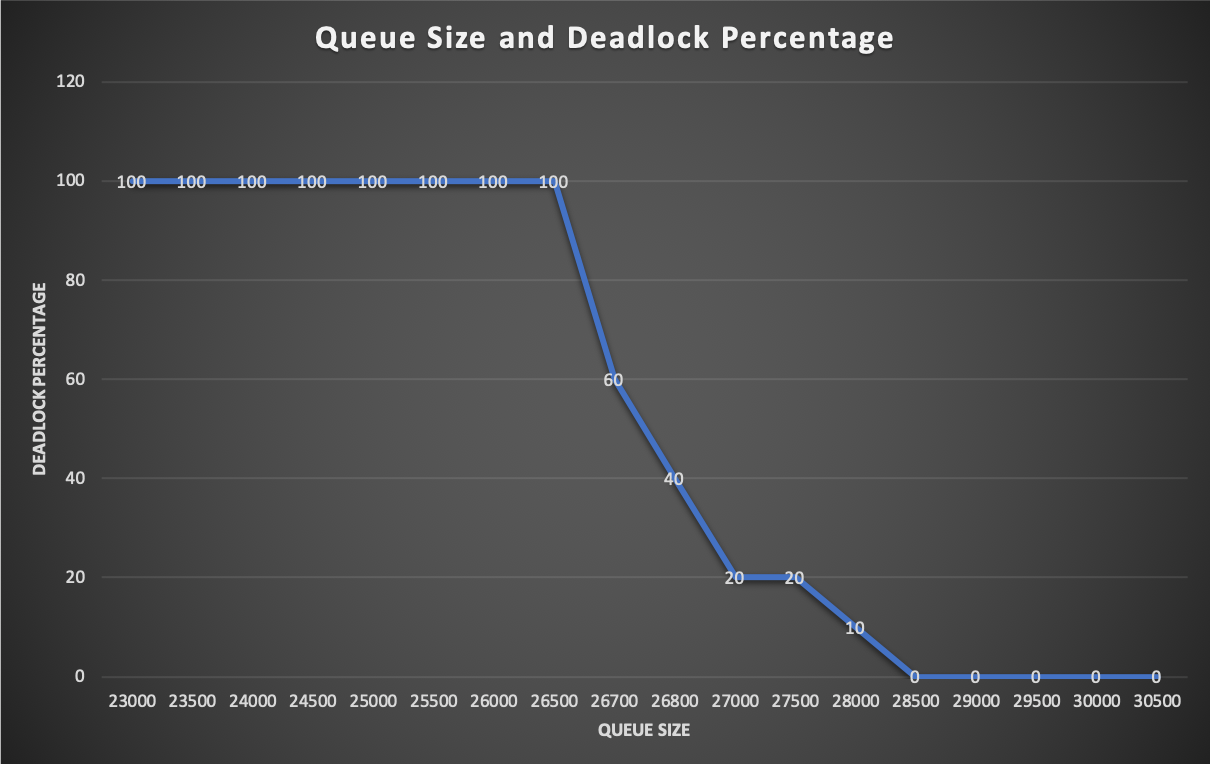 Queue Size and Deadlock Percentage
120
100
100 100 100 100 100 100 100 100
80
DEADLOCK PERCENTAGE
60
60
40
40
20
20 20
10
0
0 0 0 0 0
23000 23500 24000 24500 25000 25500 26000 26500 26700 26800 27000 27500 28000 28500 29000 29500 30000 30500
QUEUE SIZE